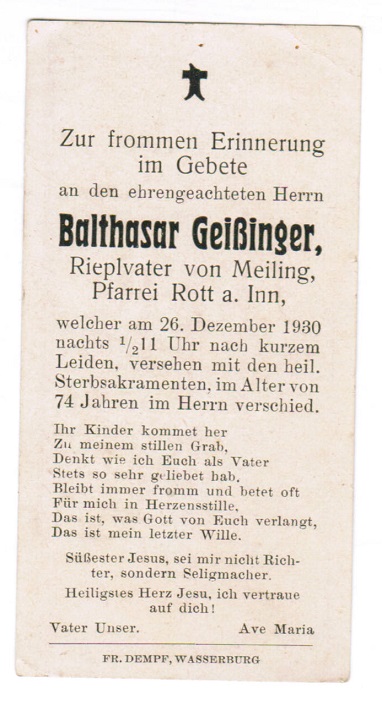 Zur frommen Erinnerung
im Gebete
an den ehrengeachteten Herrn
Balthasar Geißinger,
Rieplvater von Meiling,
Pfarrei Rott a. Inn,
welcher am 26. Dezember 1930
nachts 1/211 Uhr nach kurzem
Leiden, versehen mit den heil.
Sterbsakramenten, im Alter von
74 Jahren im Herrn verschied.
Ihr Kinder kommet her
Zu meinem stillen Grab,
Denkt wie ich Euch als Vater
Stets so sehr geliebet hab.
Bleibt immer fromm und betet oft
Für mich in Herzensstille,
Das ist, was Gott von Euch verlangt,
Das ist mein letzter Wille.
Süßester Jesus, sei mir nicht Rich-
ter, sondern Seligmacher.
Heiligstes Herz Jesu, ich vertraue
auf dich!
Vater Unser. Ave Maria
FR. DEMPF, WASSERBURG